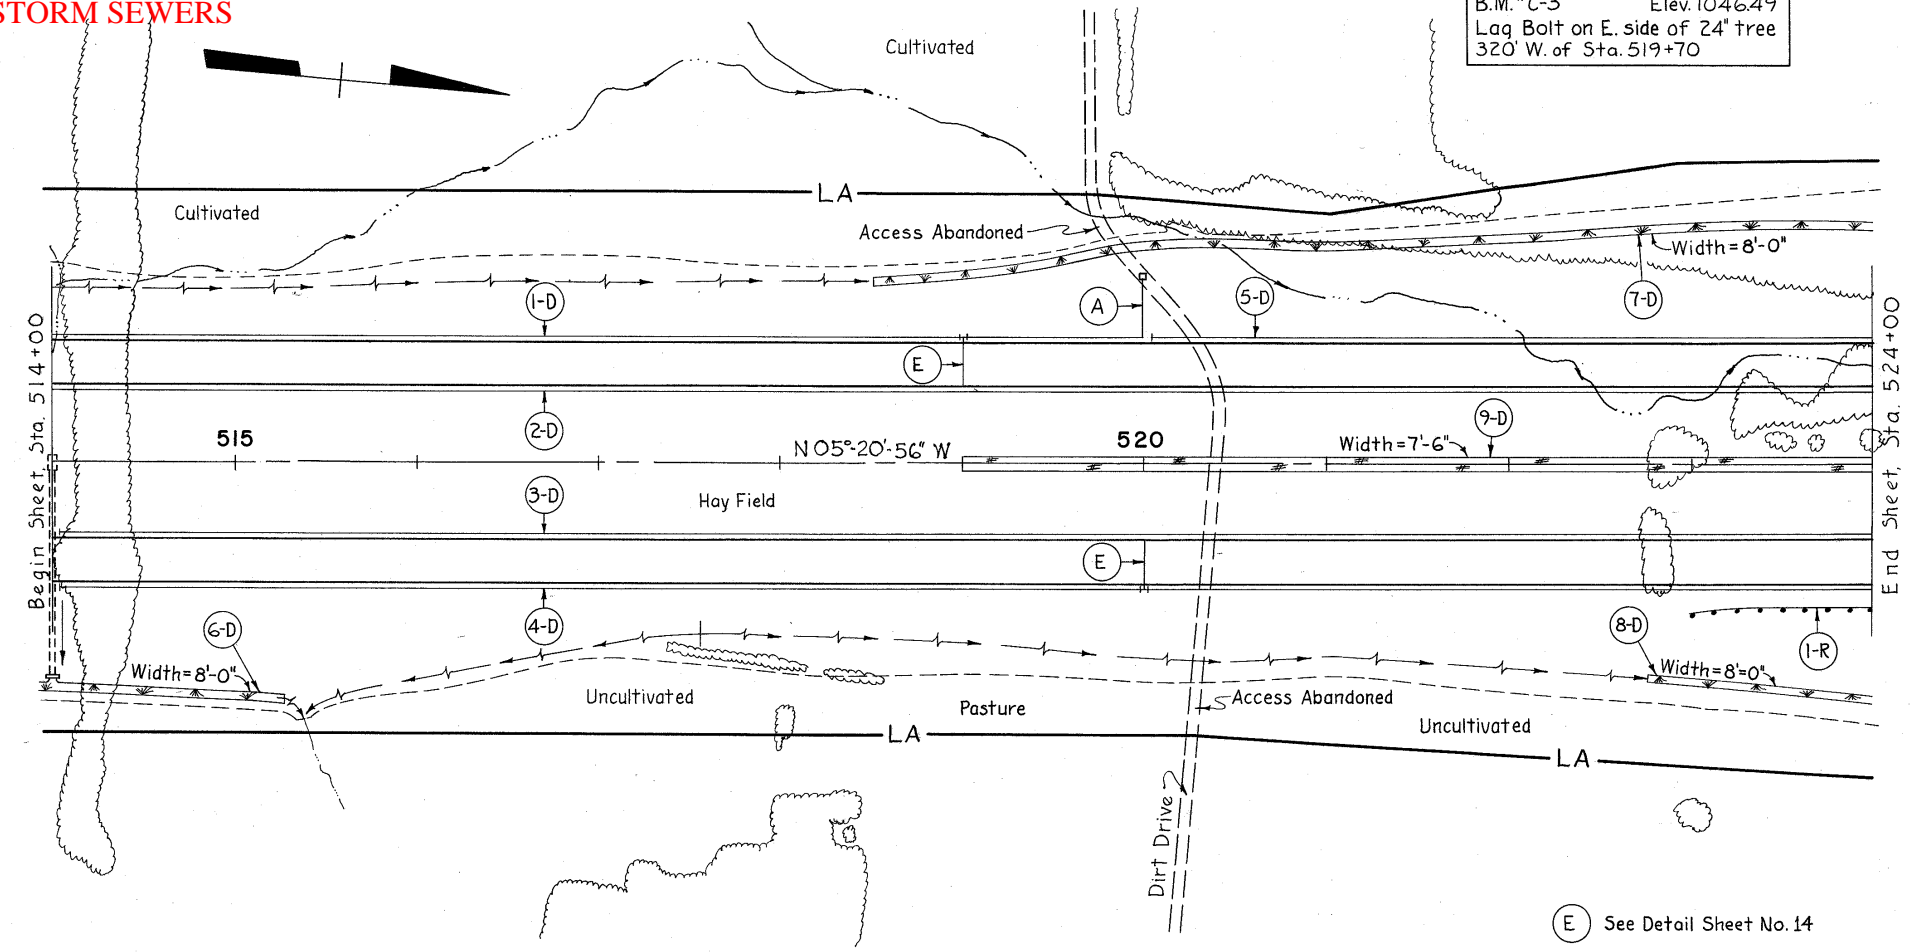 STORM SEWERS
B.M. "C-3 Elev. 1046.49
Lag Bolt on E. side of 24" tree
320' W. of Sta. 519+70
Cultivated
LA
Cultivated
Access Abandoned
Width=8'-0"
1-D
A
5-D
7-D
E
Begin Sheet, Sta. 514+00
End Sheet, Sta. 524+00
2-D
515
N 05°-20'-56" W
520
Width=7'-6"
9-D
3-D
Hay Field
E
6-D
4-D
8-D
1-R
Width=8'-0"
Width=8'=0"
Uncultivated
Pasture
Access Abandoned
Uncultivated
LA
LA
Dirt Drive
E See Detail Sheet No. 14